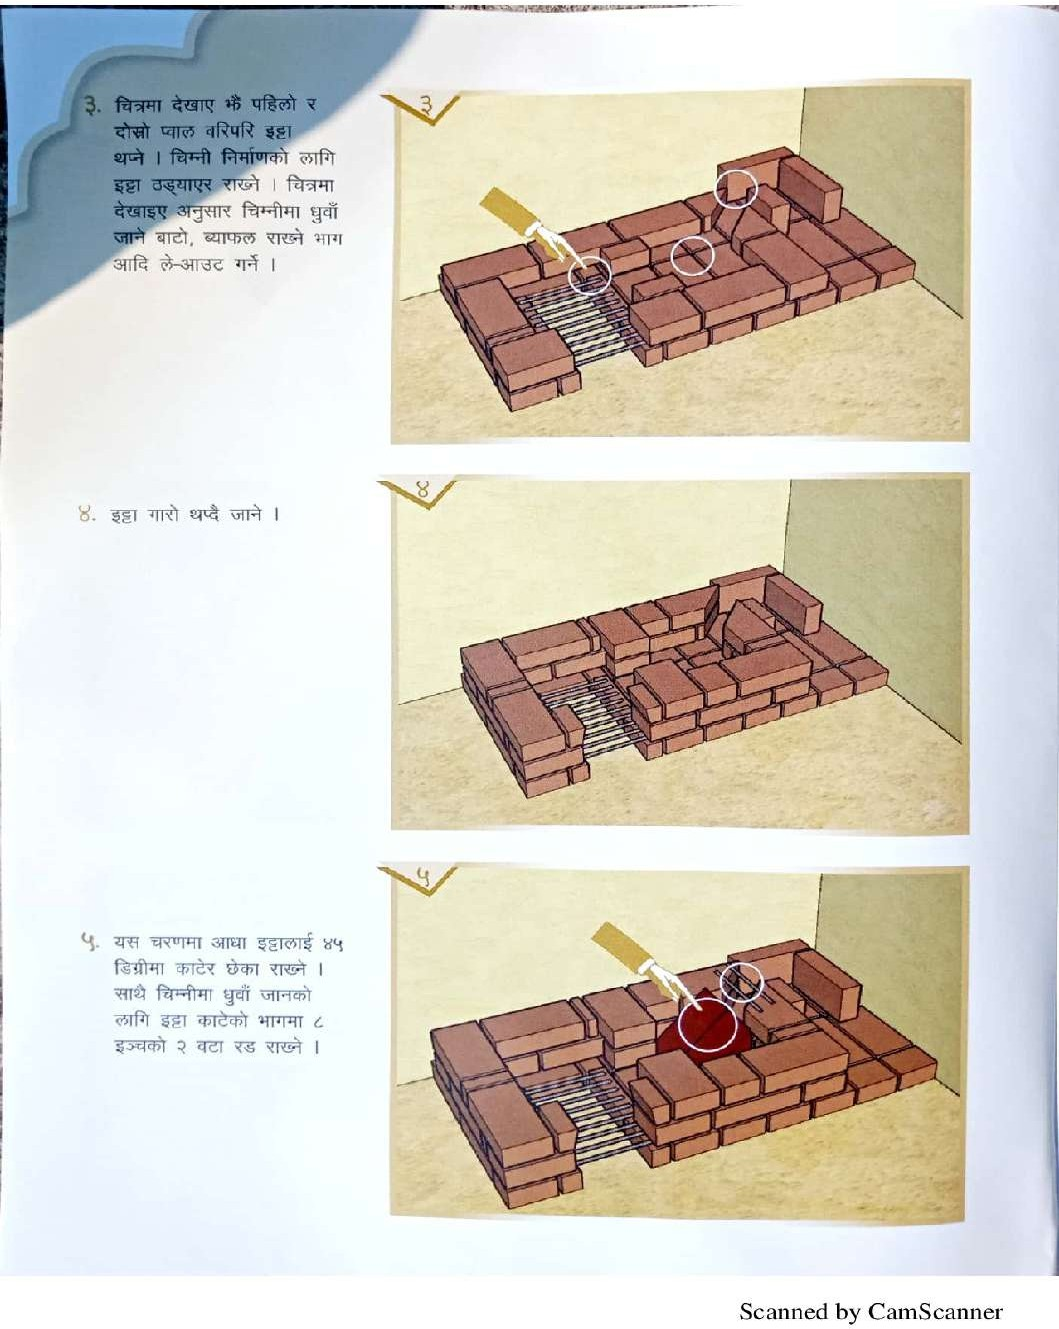 ३. चित्रमा देखाए झैं पहिलो र
दोस्रो प्वाल वरिपरि इट्टा
थप्ने । चिम्नी निर्माणको लागि
इट्टा ठड्याएर राख्ने । चित्रमा
देखाइए अनुसार चिम्नीमा धुवाँ
जाने बाटो, ब्याफल राख्ने भाग
आदि ले-आउट गर्ने ।
३
४. इट्टा गारो थप्दै जाने ।
४
५. यस चरणमा आधा इट्टालाई ४५
डिग्रीमा काटेर छेका राख्ने ।
साथै चिम्नीमा धुवाँ जानको
लागि इट्टा काटेको भागमा ८
इञ्चको २ वटा रड राख्ने ।
५
Scanned by CamScanner